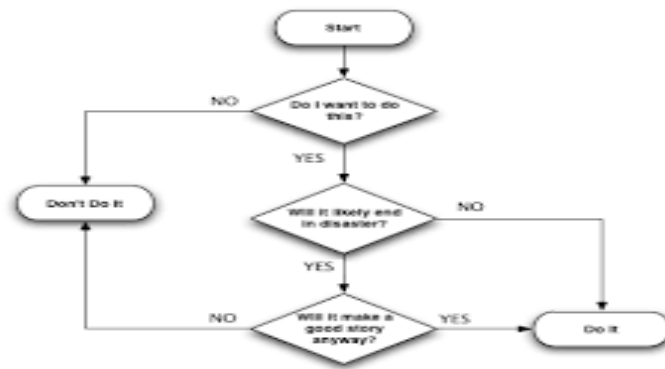 Start
NO
Do I want to do
this?
YES
Don't Do It
Will it likely end
in disaster?
NO
YES
NO
Will it make a
good story
anyway?
YES
Do It